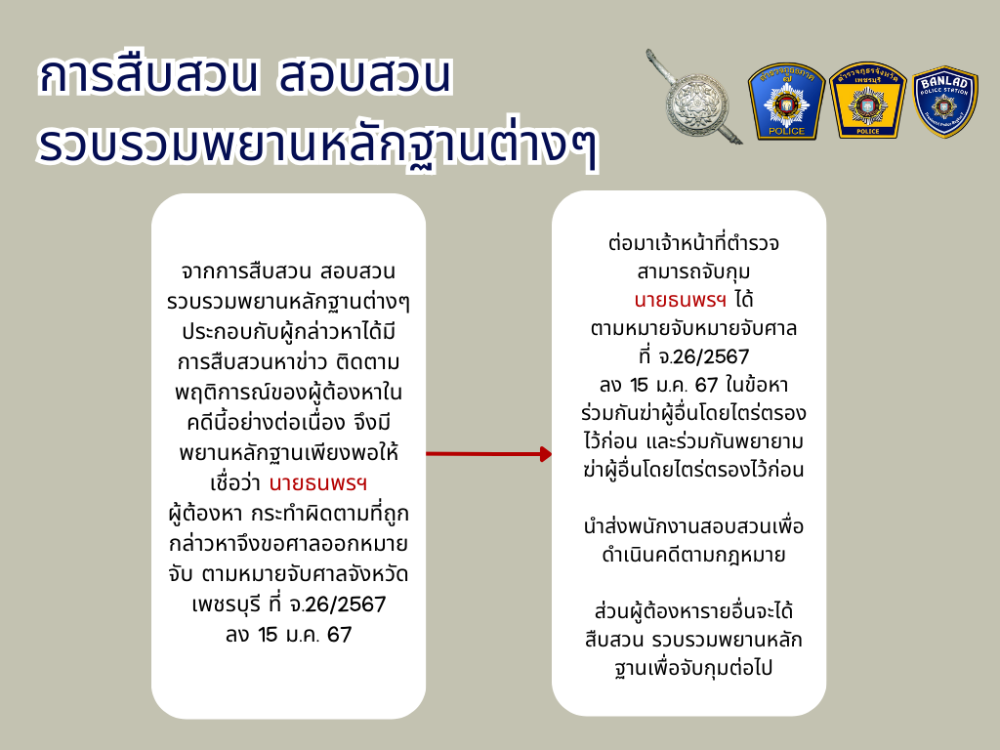 การสืบสวน สอบสวน
รวบรวมพยานหลักฐานต่างๆ
ตำรวจภูธรภาค
๗
POLICE
ตำรวจภูธรจังหวัด
เพชรบุรี
POLICE
BANLAD
POLICE STATION
จากการสืบสวน สอบสวน
รวบรวมพยานหลักฐานต่างๆ
ประกอบกับผู้กล่าวหาได้มี
การสืบสวนหาข่าว ติดตาม
พฤติการณ์ของผู้ต้องหาใน
คดีนี้อย่างต่อเนื่อง จึงมี
พยานหลักฐานเพียงพอให้
เชื่อว่า นายธนพรฯ
ผู้ต้องหา กระทำผิดตามที่ถูก
กล่าวหาจึงขอศาลออกหมาย
จับ ตามหมายจับศาลจังหวัด
เพชรบุรี ที่ จ.26/2567
ลง 15 ม.ค. 67
ต่อมาเจ้าหน้าที่ตำรวจ
สามารถจับกุม
นายธนพรฯ ได้
ตามหมายจับหมายจับศาล
ที่ จ.26/2567
ลง 15 ม.ค. 67 ในข้อหา
ร่วมกันฆ่าผู้อื่นโดยไตร่ตรอง
ไว้ก่อน และร่วมกันพยายาม
ฆ่าผู้อื่นโดยไตร่ตรองไว้ก่อน
นำส่งพนักงานสอบสวนเพื่อ
ดำเนินคดีตามกฎหมาย
ส่วนผู้ต้องหารายอื่นจะได้
สืบสวน รวบรวมพยานหลัก
ฐานเพื่อจับกุมต่อไป